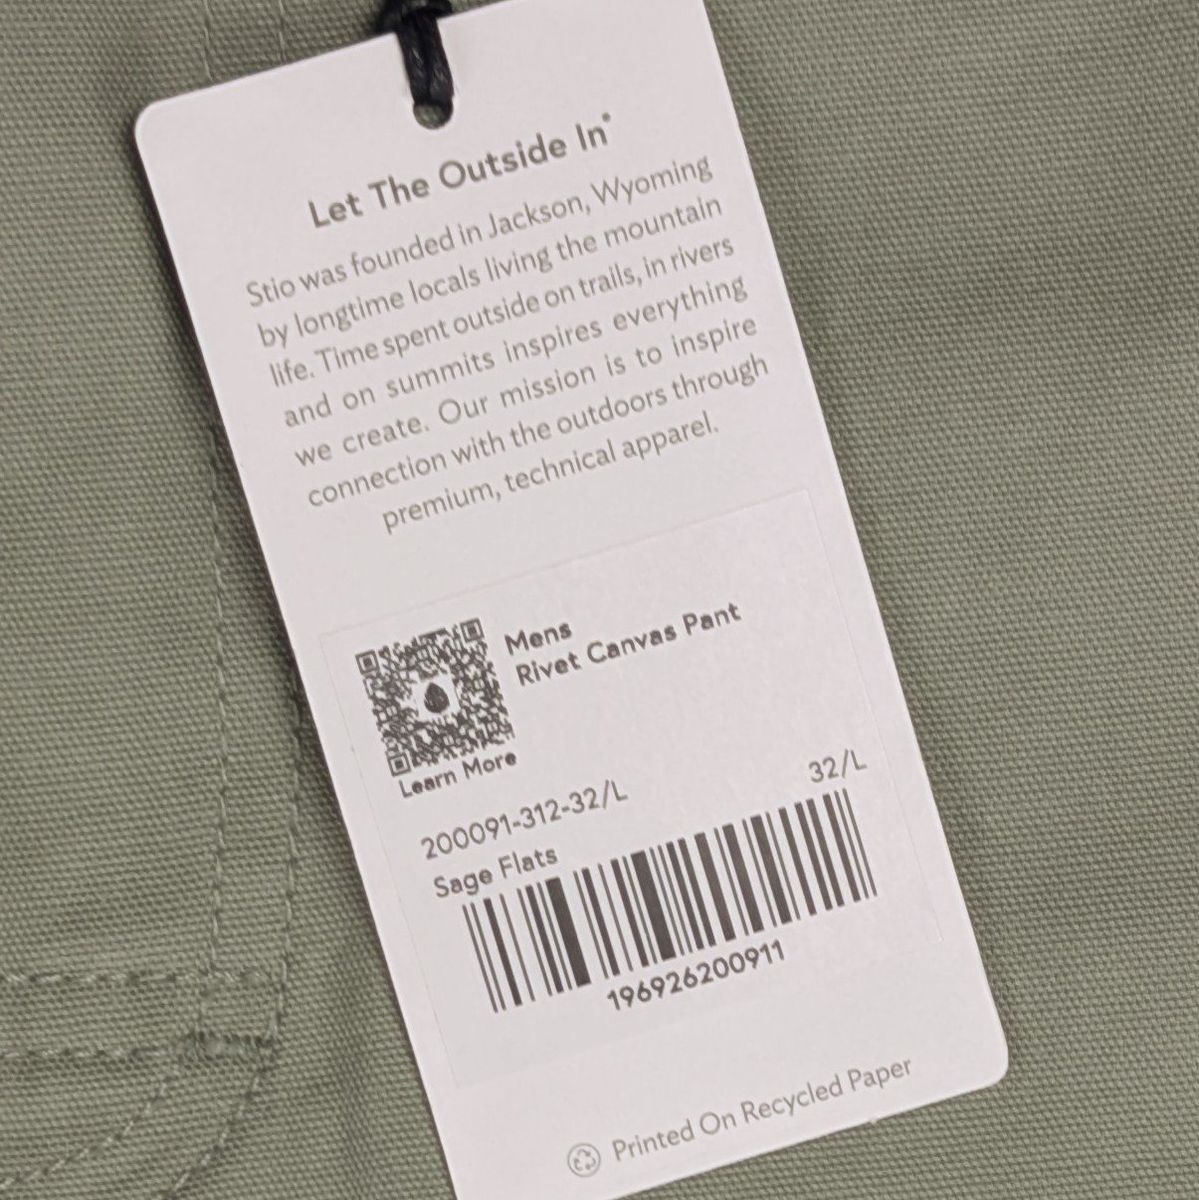 Let The Outside In®
Stio was founded in Jackson, Wyoming
by longtime locals living the mountain
life. Time spent outside on trails, in rivers
and on summits inspires everything
we create. Our mission is to inspire
connection with the outdoors through
premium, technical apparel.
Mens
Rivet Canvas Pant
Learn More
200091-312-32/L
32/L
Sage Flats
196926200911
Printed On Recycled Paper